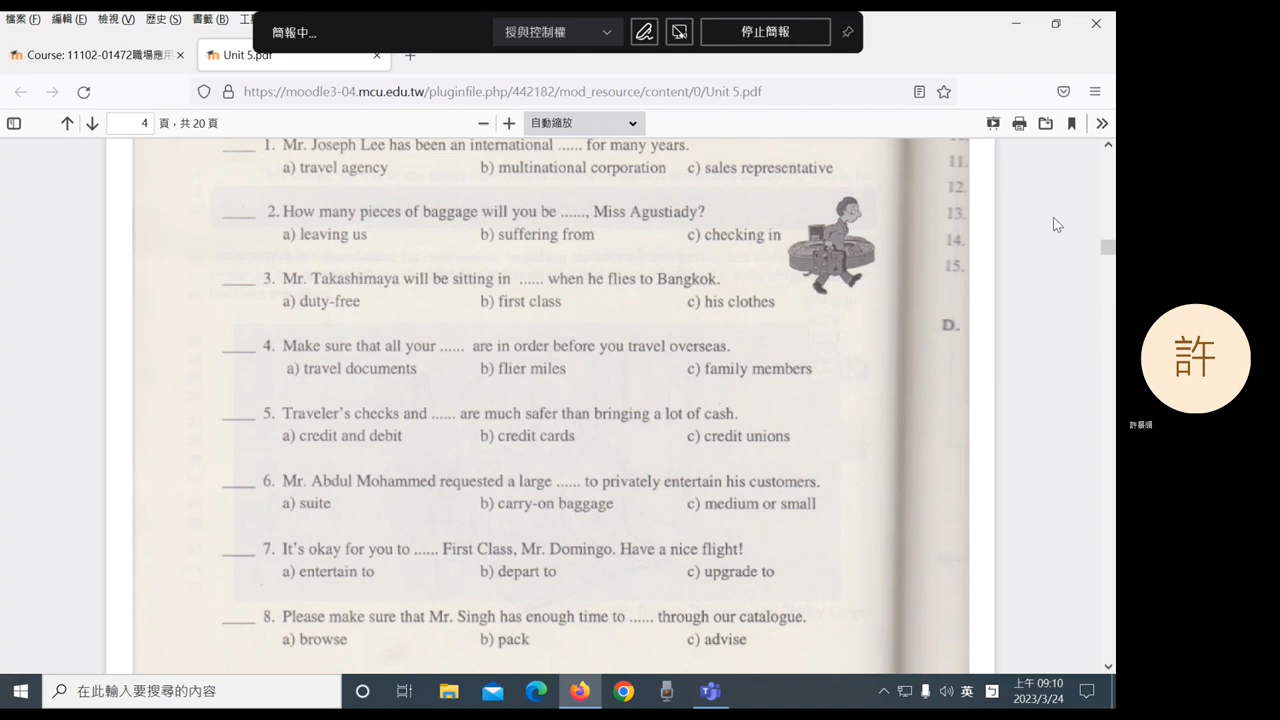 檔案 (F) 編輯 (E) 檢視 (V) 歷史 (S) 書籤 (B)
簡報中... 授與控制權 停止簡報
Course: 11102-01472職場應用 Unit 5.pdf
https://moodle3-04.mcu.edu.tw/pluginfile.php/442182/mod_resource/content/0/Unit 5.pdf
4 頁，共 20 頁 自動縮放
____ 1. Mr. Joseph Lee has been an international ...... for many years.
a) travel agency b) multinational corporation c) sales representative
____ 2. How many pieces of baggage will you be ......, Miss Agustiady?
a) leaving us b) suffering from c) checking in
____ 3. Mr. Takashimaya will be sitting in ...... when he flies to Bangkok.
a) duty-free b) first class c) his clothes
____ 4. Make sure that all your ...... are in order before you travel overseas.
a) travel documents b) flier miles c) family members
____ 5. Traveler's checks and ...... are much safer than bringing a lot of cash.
a) credit and debit b) credit cards c) credit unions
____ 6. Mr. Abdul Mohammed requested a large ...... to privately entertain his customers.
a) suite b) carry-on baggage c) medium or small
____ 7. It's okay for you to ...... First Class, Mr. Domingo. Have a nice flight!
a) entertain to b) depart to c) upgrade to
____ 8. Please make sure that Mr. Singh has enough time to ...... through our catalogue.
a) browse b) pack c) advise
11.
12.
13.
14.
15.
D.
許
許景順
在此輸入要搜尋的內容
英
上午 09:10
2023/3/24